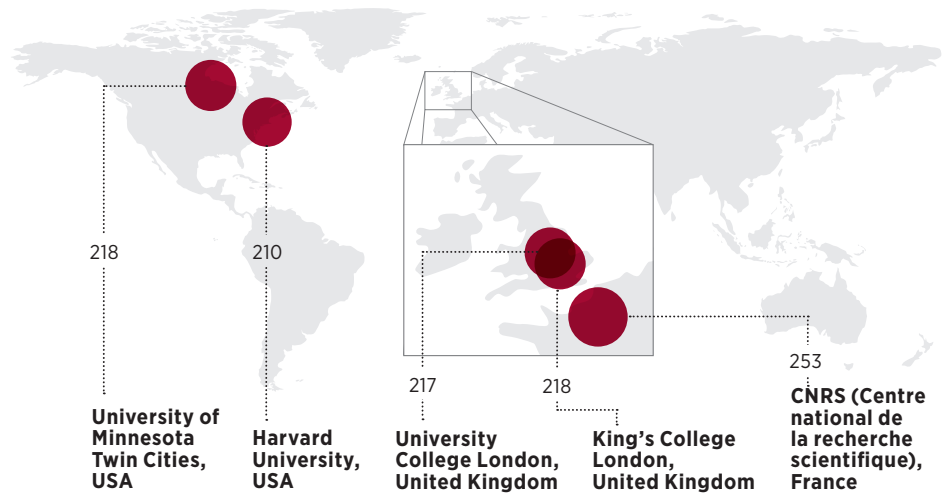 218
University of
Minnesota
Twin Cities,
USA
210
Harvard
University,
USA
217
University
College London,
United Kingdom
218
King's College
London,
United Kingdom
253
CNRS (Centre
national de
la recherche
scientifique),
France